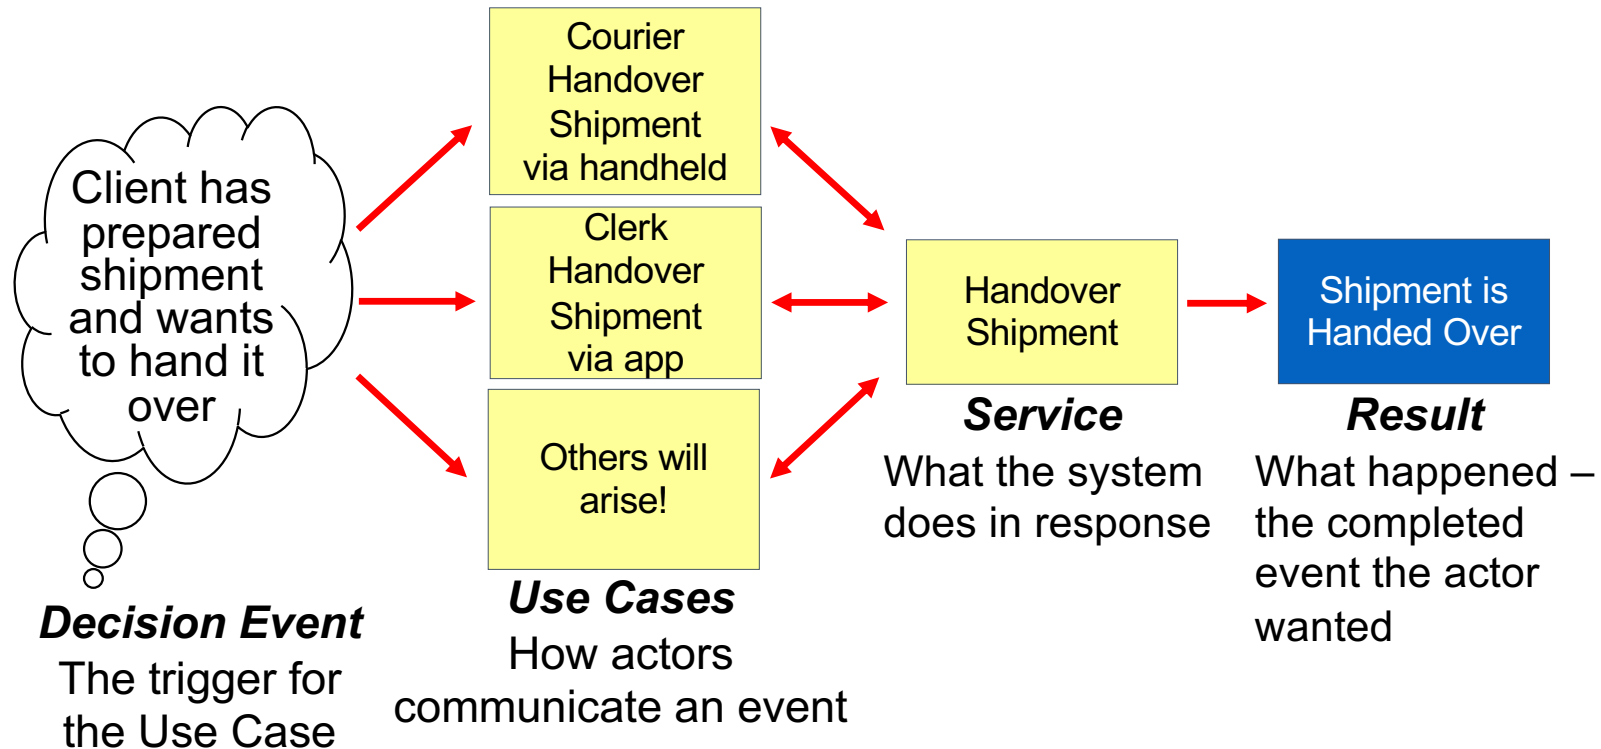 Client has
prepared
shipment
and wants
to hand it
over
Decision Event
The trigger for
the Use Case
Courier
Handover
Shipment
via handheld
Clerk
Handover
Shipment
via app
Others will
arise!
Use Cases
How actors
communicate an event
Handover
Shipment
Service
What the system
does in response
Shipment is
Handed Over
Result
What happened –
the completed
event the actor
wanted